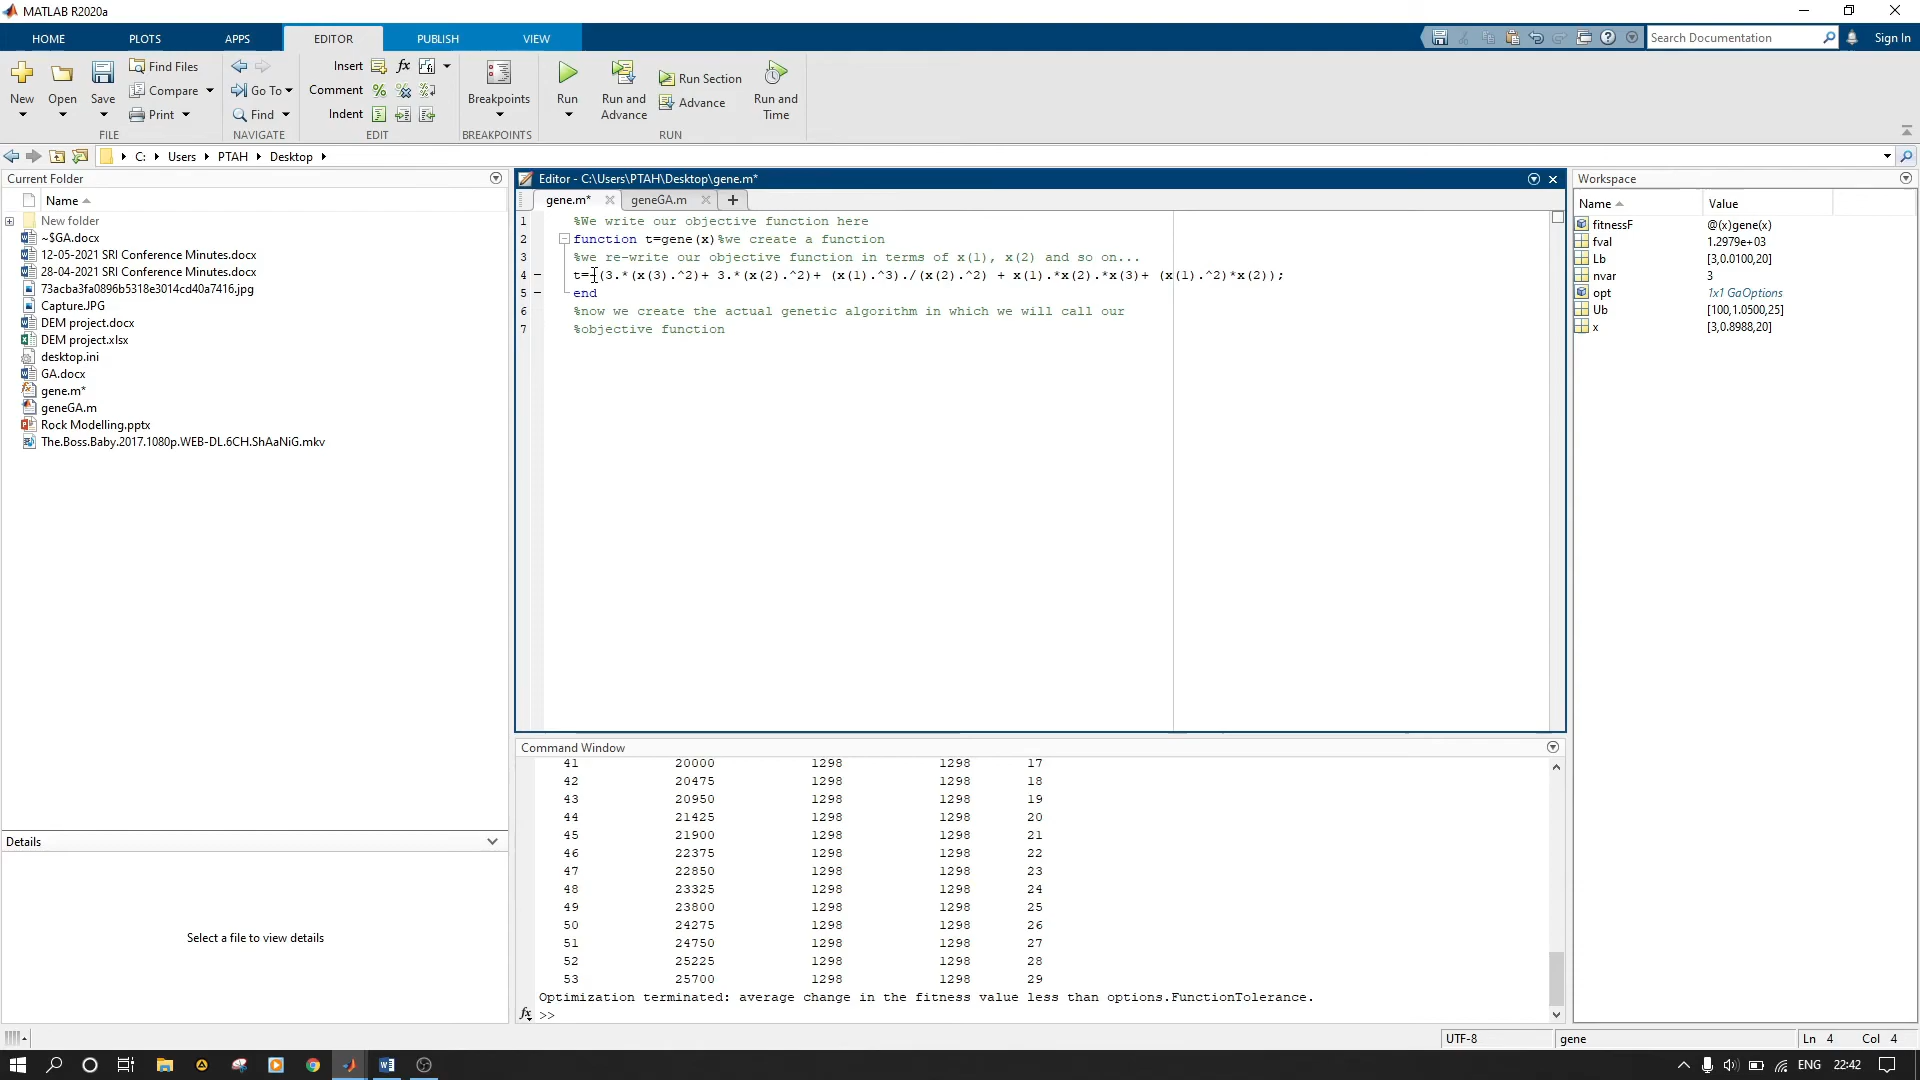 MATLAB R2020a
HOME PLOTS APPS EDITOR PUBLISH VIEW
Search Documentation
Sign In
New Open Save
Find Files
Compare
Print
FILE
Go To
Find
NAVIGATE
Insert
Comment
Indent
EDIT
Breakpoints
BREAKPOINTS
Run
Run and Advance
Run Section
Advance
Run and Time
RUN
C: Users PTAH Desktop
Current Folder
Name
New folder
~$GA.docx
12-05-2021 SRI Conference Minutes.docx
28-04-2021 SRI Conference Minutes.docx
73acba3fa0896b5318e3014cd40a7416.jpg
Capture.JPG
DEM project.docx
DEM project.xlsx
desktop.ini
GA.docx
gene.m*
geneGA.m
Rock Modelling.pptx
The.Boss.Baby.2017.1080p.WEB-DL.6CH.ShAaNiG.mkv
Details
Select a file to view details
Editor - C:\Users\PTAH\Desktop\gene.m*
gene.m* geneGA.m
1 %We write our objective function here
2 function t=gene(x)%we create a function
3 %we re-write our objective function in terms of x(1), x(2) and so on...
4 t=-(3.*(x(3).^2)+ 3.*(x(2).^2)+ (x(1).^3)./(x(2).^2) + x(1).*x(2).*x(3)+ (x(1).^2)*x(2));
5 end
6 %now we create the actual genetic algorithm in which we will call our
7 %objective function
Command Window
41 20000 1298 1298 17
42 20475 1298 1298 18
43 20950 1298 1298 19
44 21425 1298 1298 20
45 21900 1298 1298 21
46 22375 1298 1298 22
47 22850 1298 1298 23
48 23325 1298 1298 24
49 23800 1298 1298 25
50 24275 1298 1298 26
51 24750 1298 1298 27
52 25225 1298 1298 28
53 25700 1298 1298 29
Optimization terminated: average change in the fitness value less than options.FunctionTolerance.
fx >>
Workspace
Name Value
fitnessF @(x)gene(x)
fval 1.2979e+03
Lb [3,0.0100,20]
nvar 3
opt 1x1 GaOptions
Ub [100,1.0500,25]
x [3,0.8988,20]
UTF-8 gene Ln 4 Col 4
ENG 22:42